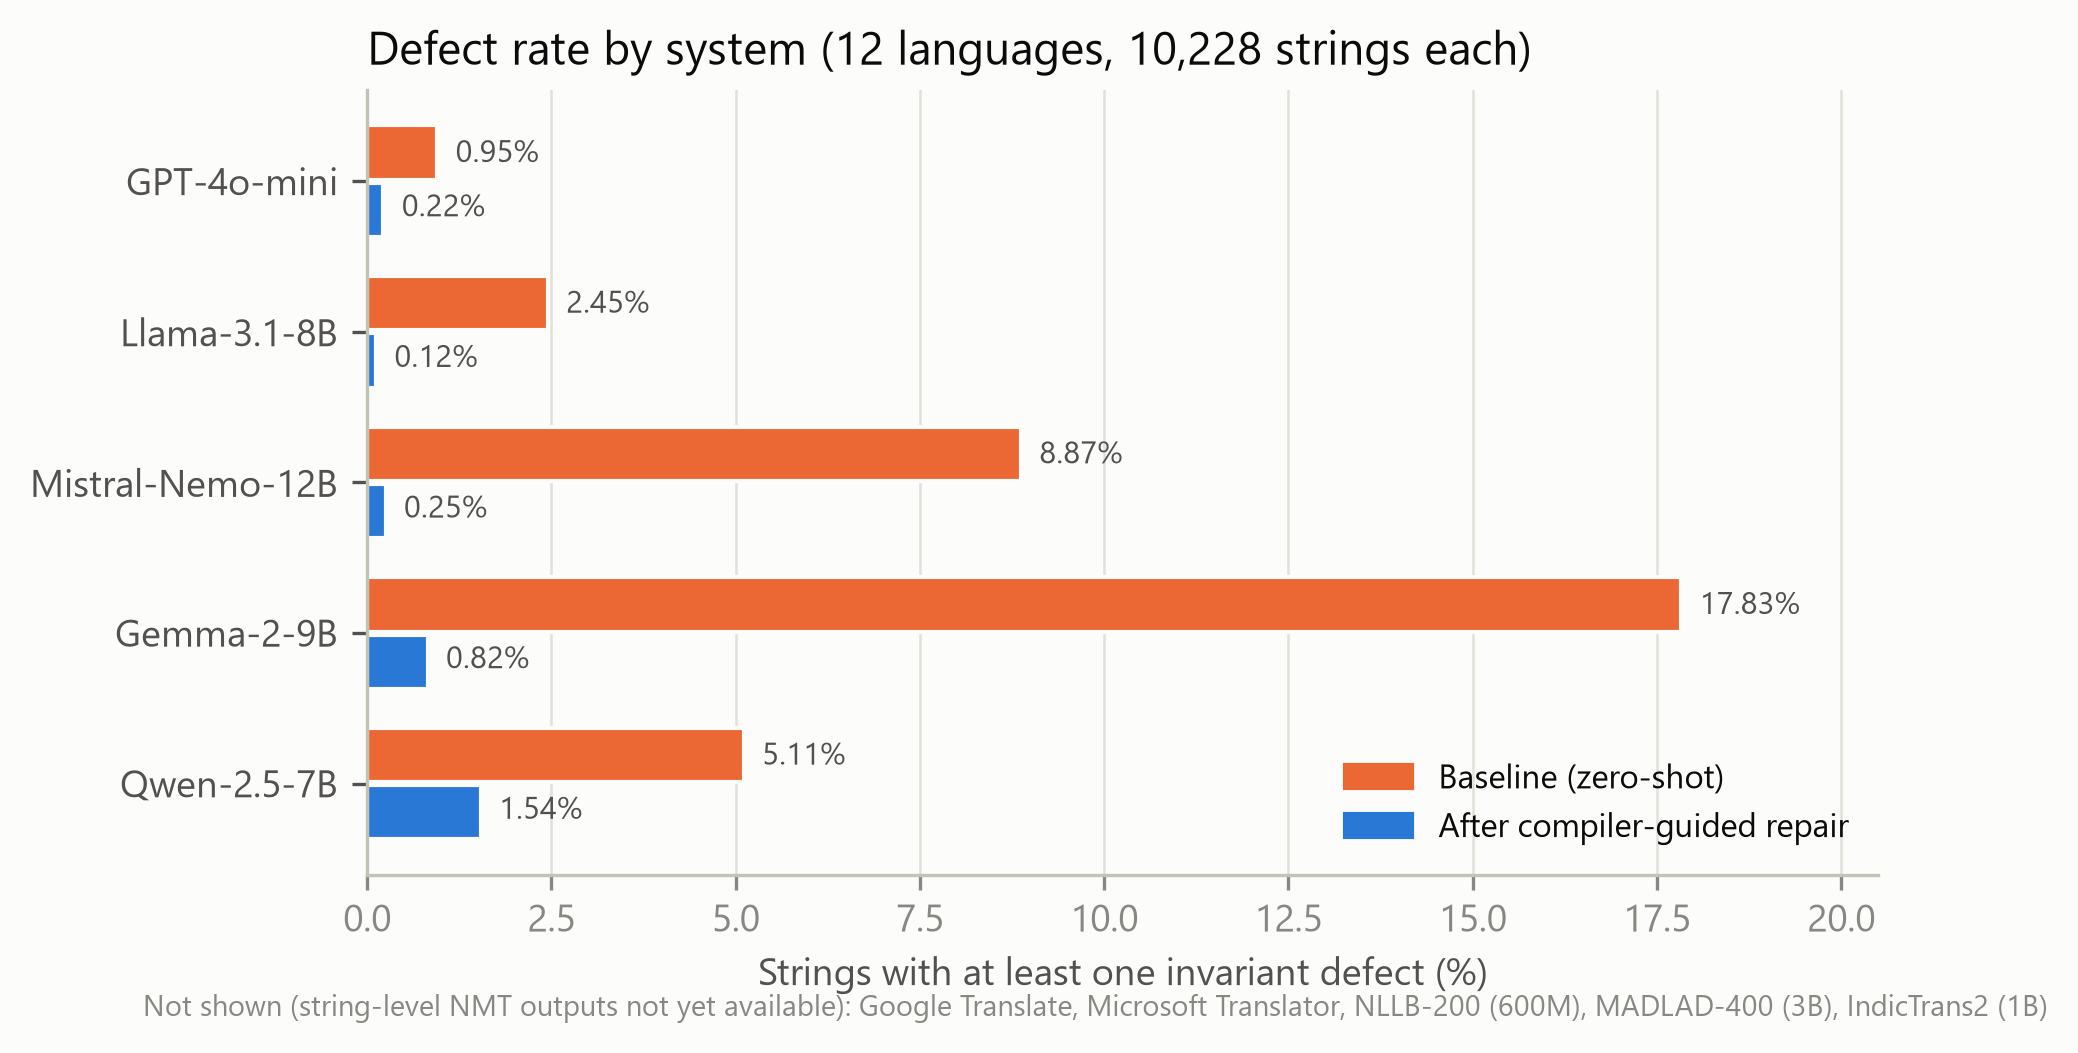 Defect rate by system (12 languages, 10,228 strings each)
GPT-4o-mini
0.95%
0.22%
Llama-3.1-8B
2.45%
0.12%
Mistral-Nemo-12B
8.87%
0.25%
Gemma-2-9B
17.83%
0.82%
Qwen-2.5-7B
5.11%
1.54%
Baseline (zero-shot)
After compiler-guided repair
0.0 2.5 5.0 7.5 10.0 12.5 15.0 17.5 20.0
Strings with at least one invariant defect (%)
Not shown (string-level NMT outputs not yet available): Google Translate, Microsoft Translator, NLLB-200 (600M), MADLAD-400 (3B), IndicTrans2 (1B)